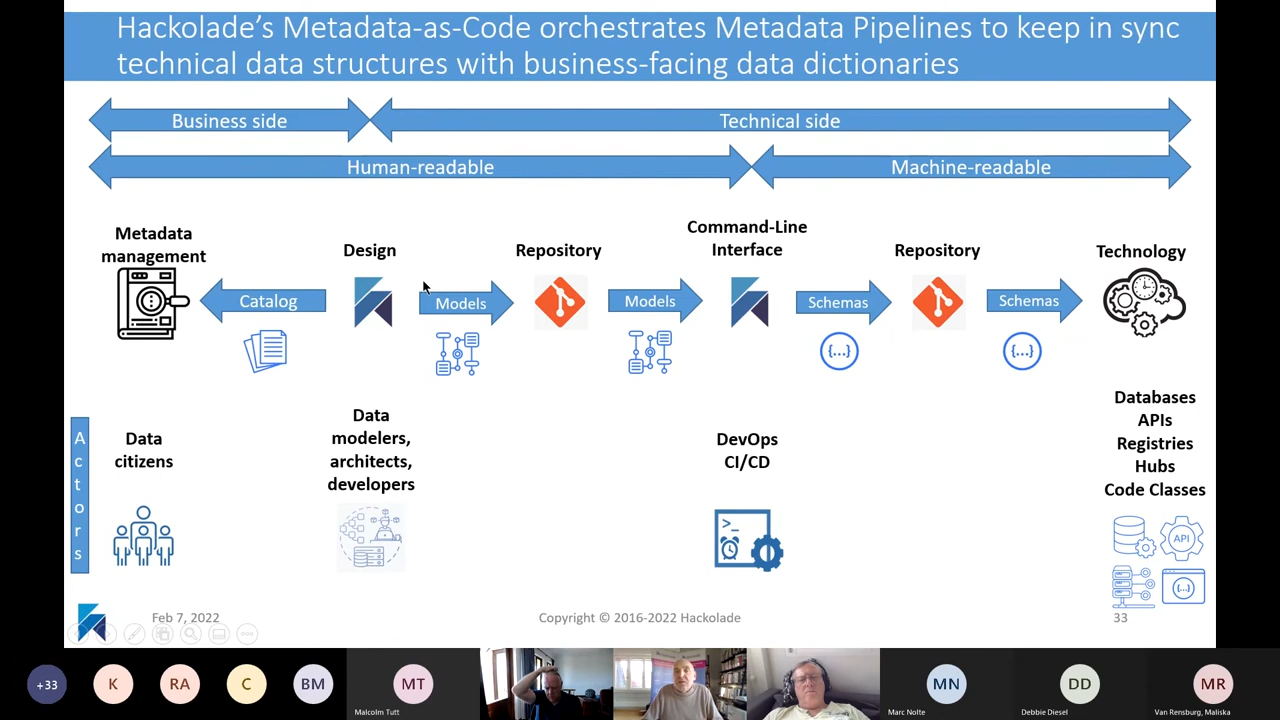 Hackolade’s Metadata-as-Code orchestrates Metadata Pipelines to keep in sync
technical data structures with business-facing data dictionaries
Business side
Technical side
Human-readable
Machine-readable
Metadata
management
Design
Repository
Command-Line
Interface
Repository
Technology
Catalog
Models
Models
Schemas
Schemas
{...}
{...}
Actors
Data
citizens
Data
modelers,
architects,
developers
DevOps
CI/CD
Databases
APIs
Registries
Hubs
Code Classes
>_
API
{...}
Feb 7, 2022
Copyright © 2016-2022 Hackolade
33
+33
K
RA
C
BM
MT
Malcolm Tutt
MN
Marc Nolte
DD
Debbie Diesel
MR
Van Rensburg, Maliska